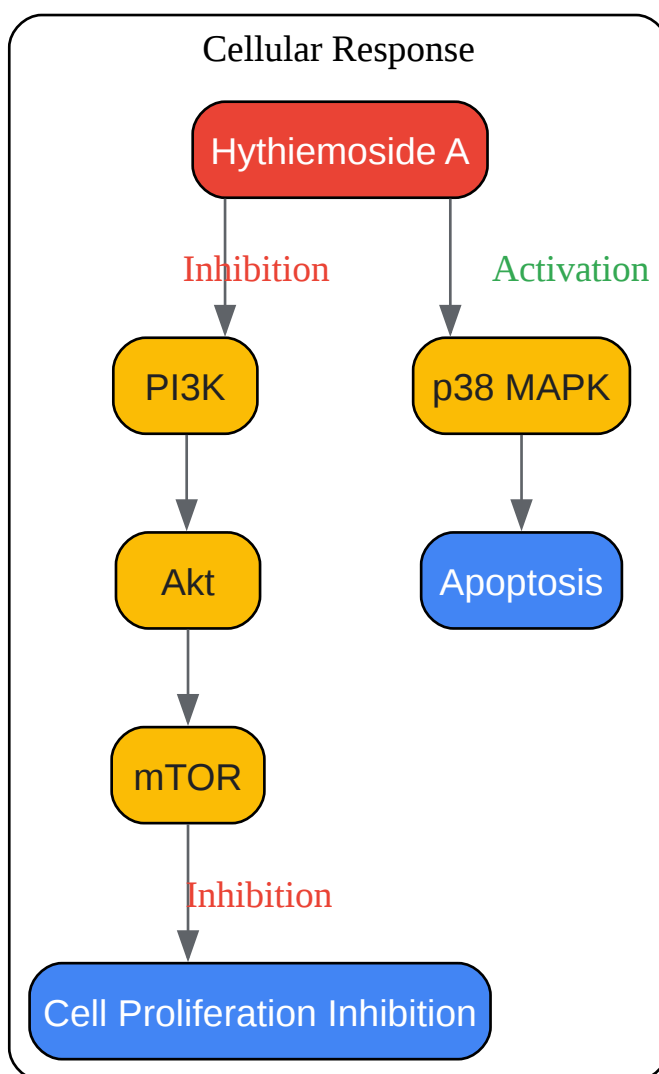 Cellular Response
Hythiemoside A
Inhibition
Activation
PI3K
p38 MAPK
Akt
Apoptosis
mTOR
Inhibition
Cell Proliferation Inhibition